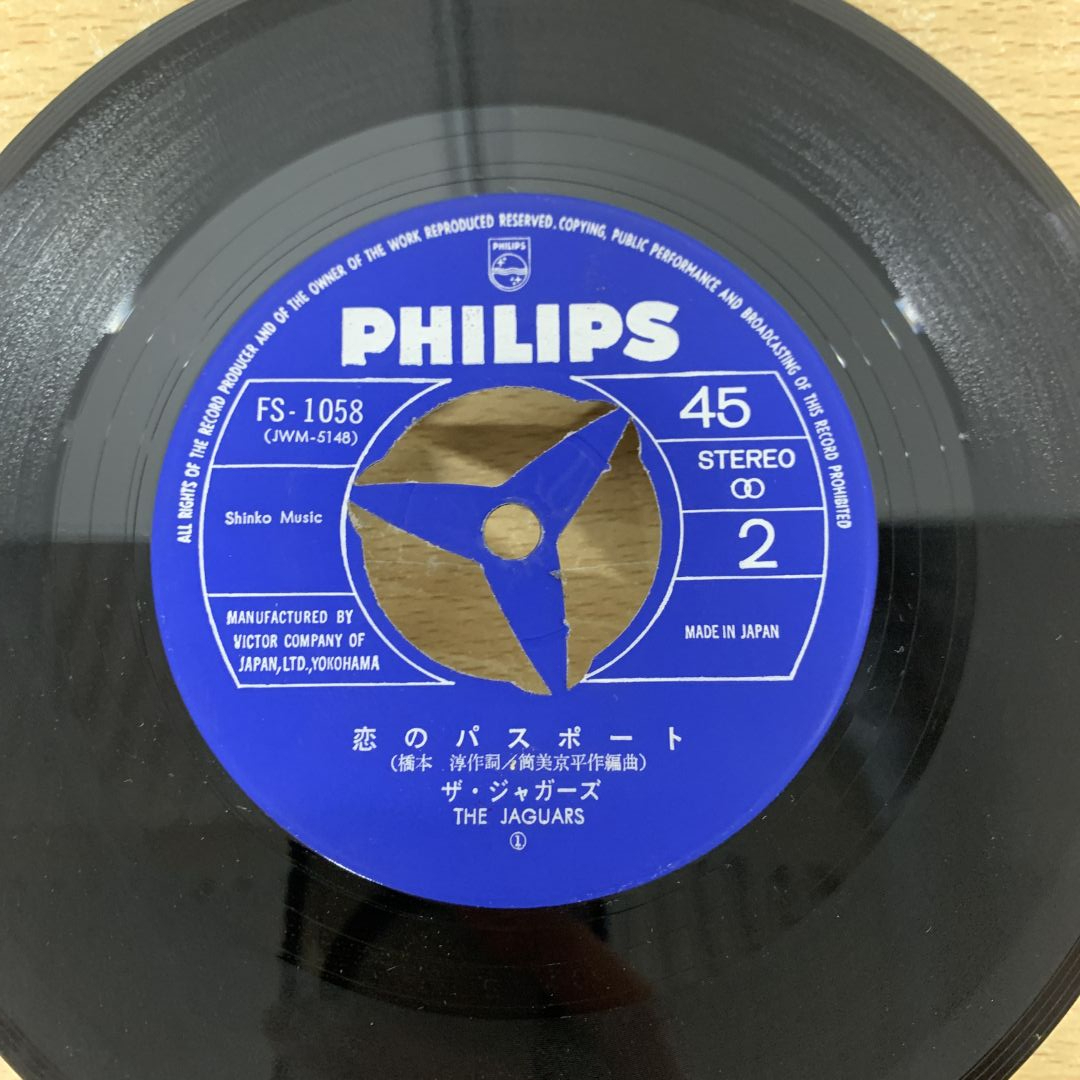 ALL RIGHTS OF THE RECORD PRODUCER AND OF THE OWNER OF THE WORK REPRODUCED RESERVED. COPYING, PUBLIC PERFORMANCE AND BROADCASTING OF THIS RECORD PROHIBITED
PHILIPS
PHILIPS
FS-1058
(JWM-5148)
Shinko Music
MANUFACTURED BY
VICTOR COMPANY OF
JAPAN,LTD.,YOKOHAMA
45
STEREO
2
MADE IN JAPAN
恋のパスポート
(橋本 淳作詞/筒美京平作編曲)
ザ・ジャガーズ
THE JAGUARS
①